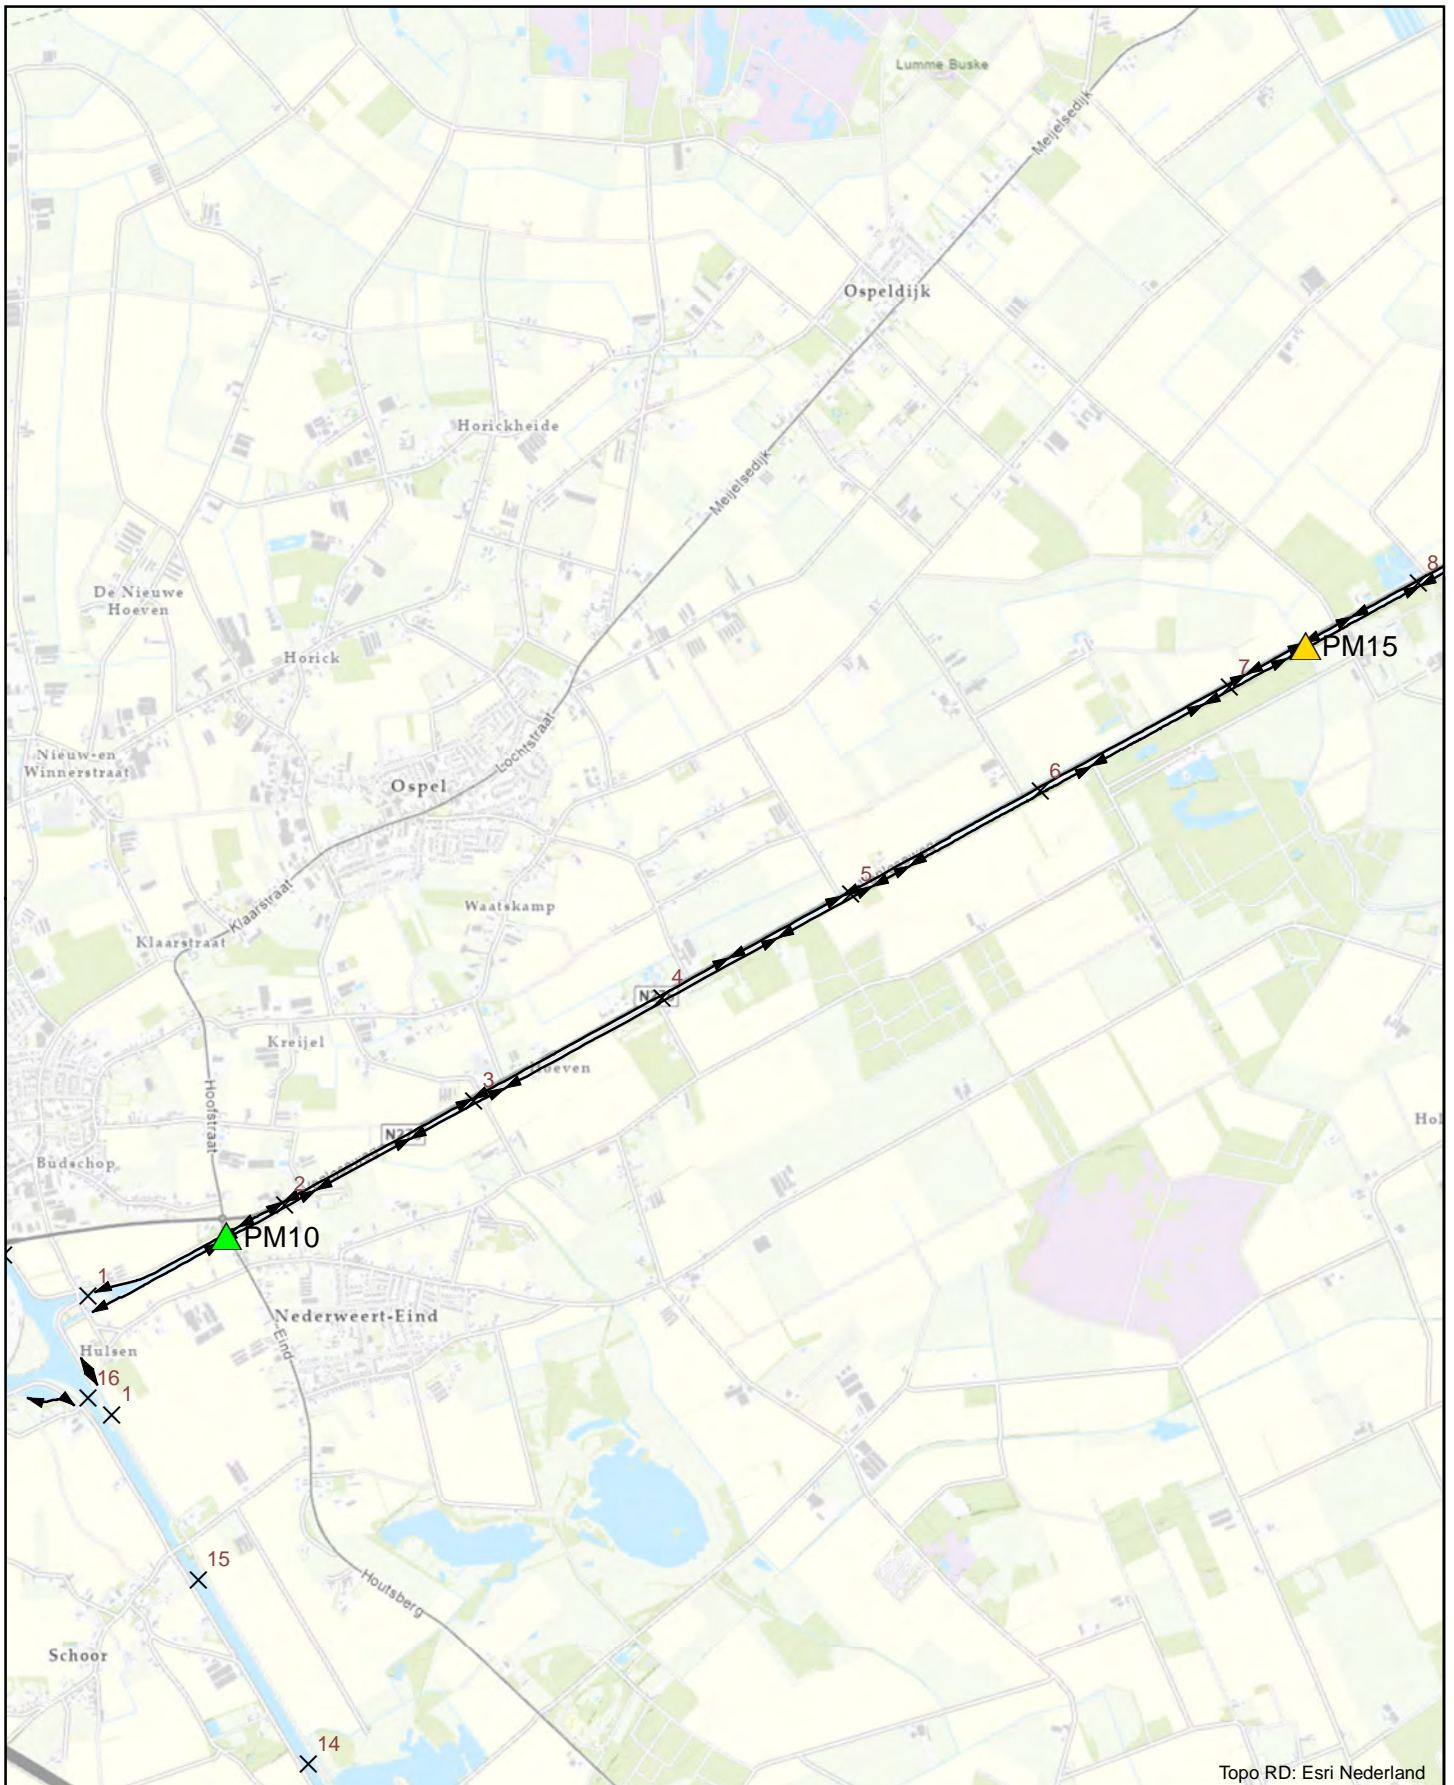 Lumme Buske
Meijelsedijk
Ospeldijk
Horickheide
Meijelsedijk
8
De Nieuwe
Hoeven
PM15
Horick
7
Nieuw-en
Winnerstraat
Lochtstraat
6
Ospel
5
Klaarstraat
Waatskamp
Klaarstraat
4
Kreijel
3
Hoeven
Hoofstraat
Hol
Budschop
2
PM10
1
Nederweert-Eind
Eind
Hulsen
16
1
15
Houtsberg
Schoor
14
Topo RD: Esri Nederland